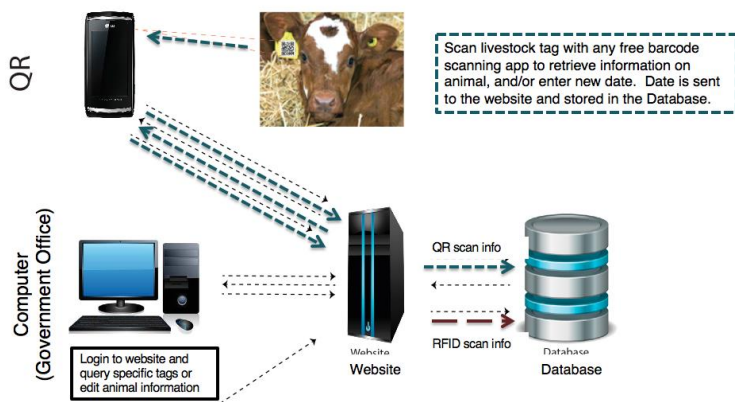 QR
Scan livestock tag with any free barcode
scanning app to retrieve information on
animal, and/or enter new date.  Date is sent
to the website and stored in the Database.
Computer
(Government Office)
QR scan info
RFID scan info
Website
Website
Database
Database
Login to website and
query specific tags or
edit animal information